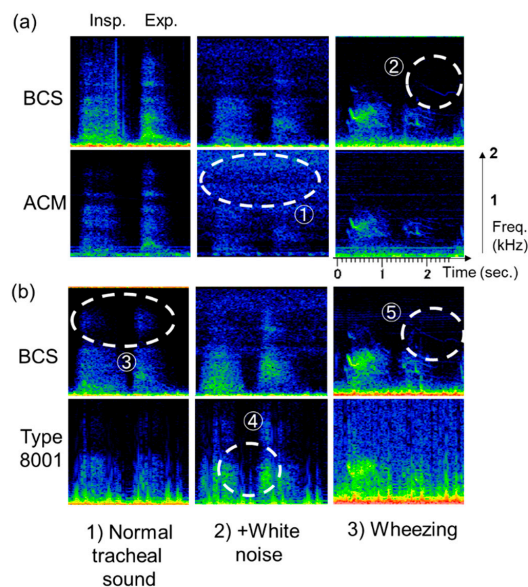 (a)
Insp. Exp.
BCS
②
ACM
①
2
1
Freq.
(kHz)
0 1 2
Time (sec.)
(b)
BCS
③
⑤
Type
8001
④
1) Normal
tracheal
sound
2) +White
noise
3) Wheezing